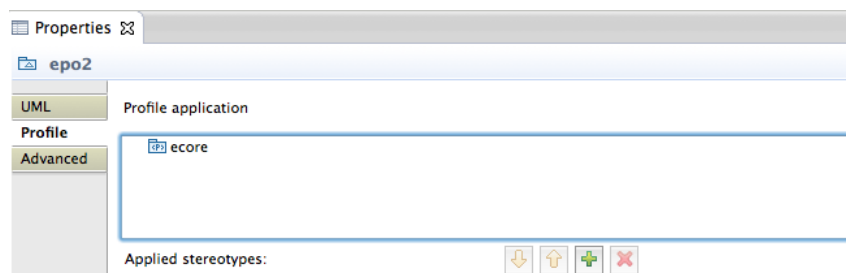 Properties
epo2
UML
Profile application
Profile
ecore
Advanced
Applied stereotypes: